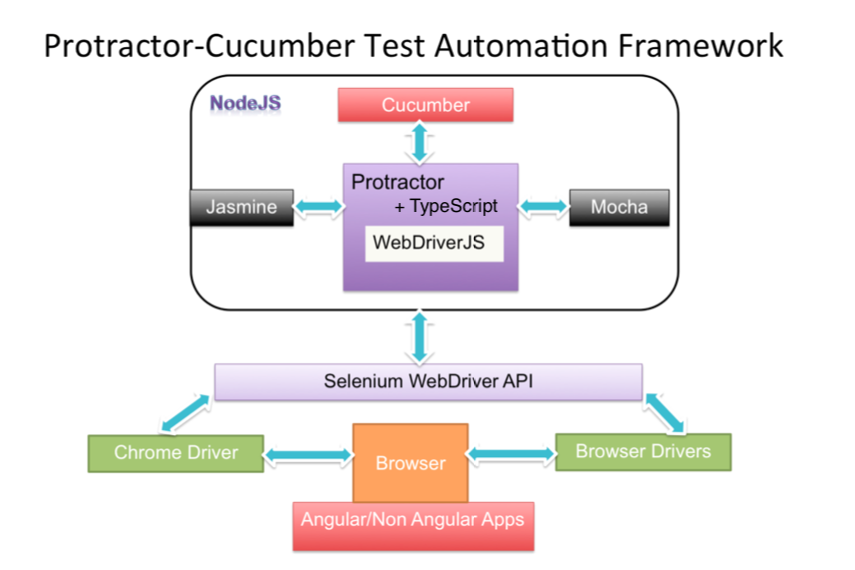 Protractor-Cucumber Test Automation Framework
NodeJS
Cucumber
Protractor
+ TypeScript
Jasmine
Mocha
WebDriverJS
Selenium WebDriver API
Chrome Driver
Browser
Browser Drivers
Angular/Non Angular Apps